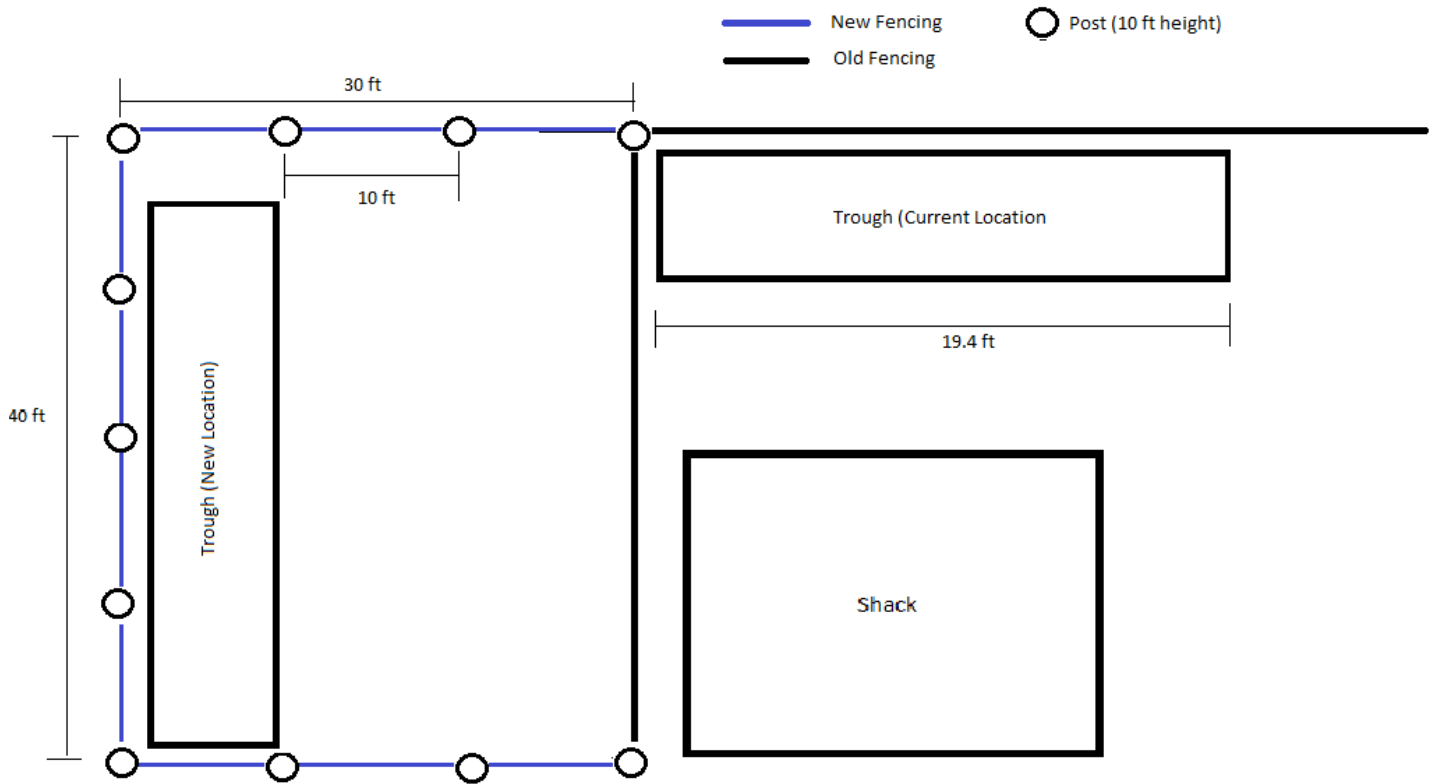 New Fencing
Post (10 ft height)
Old Fencing
30 ft
10 ft
Trough (Current Location
19.4 ft
40 ft
Trough (New Location)
Shack